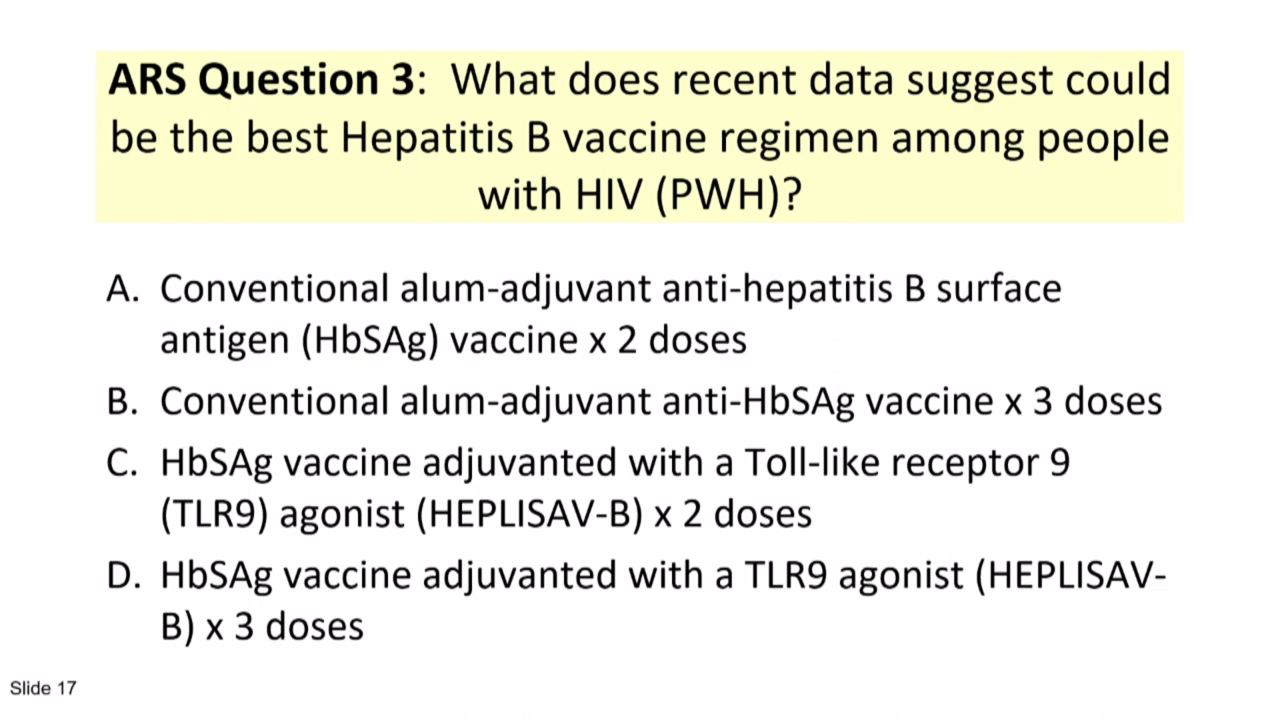 ARS Question 3:  What does recent data suggest could
be the best Hepatitis B vaccine regimen among people
with HIV (PWH)?
A. Conventional alum-adjuvant anti-hepatitis B surface
antigen (HbSAg) vaccine x 2 doses
B. Conventional alum-adjuvant anti-HbSAg vaccine x 3 doses
C. HbSAg vaccine adjuvanted with a Toll-like receptor 9
(TLR9) agonist (HEPLISAV-B) x 2 doses
D. HbSAg vaccine adjuvanted with a TLR9 agonist (HEPLISAV-
B) x 3 doses
Slide 17